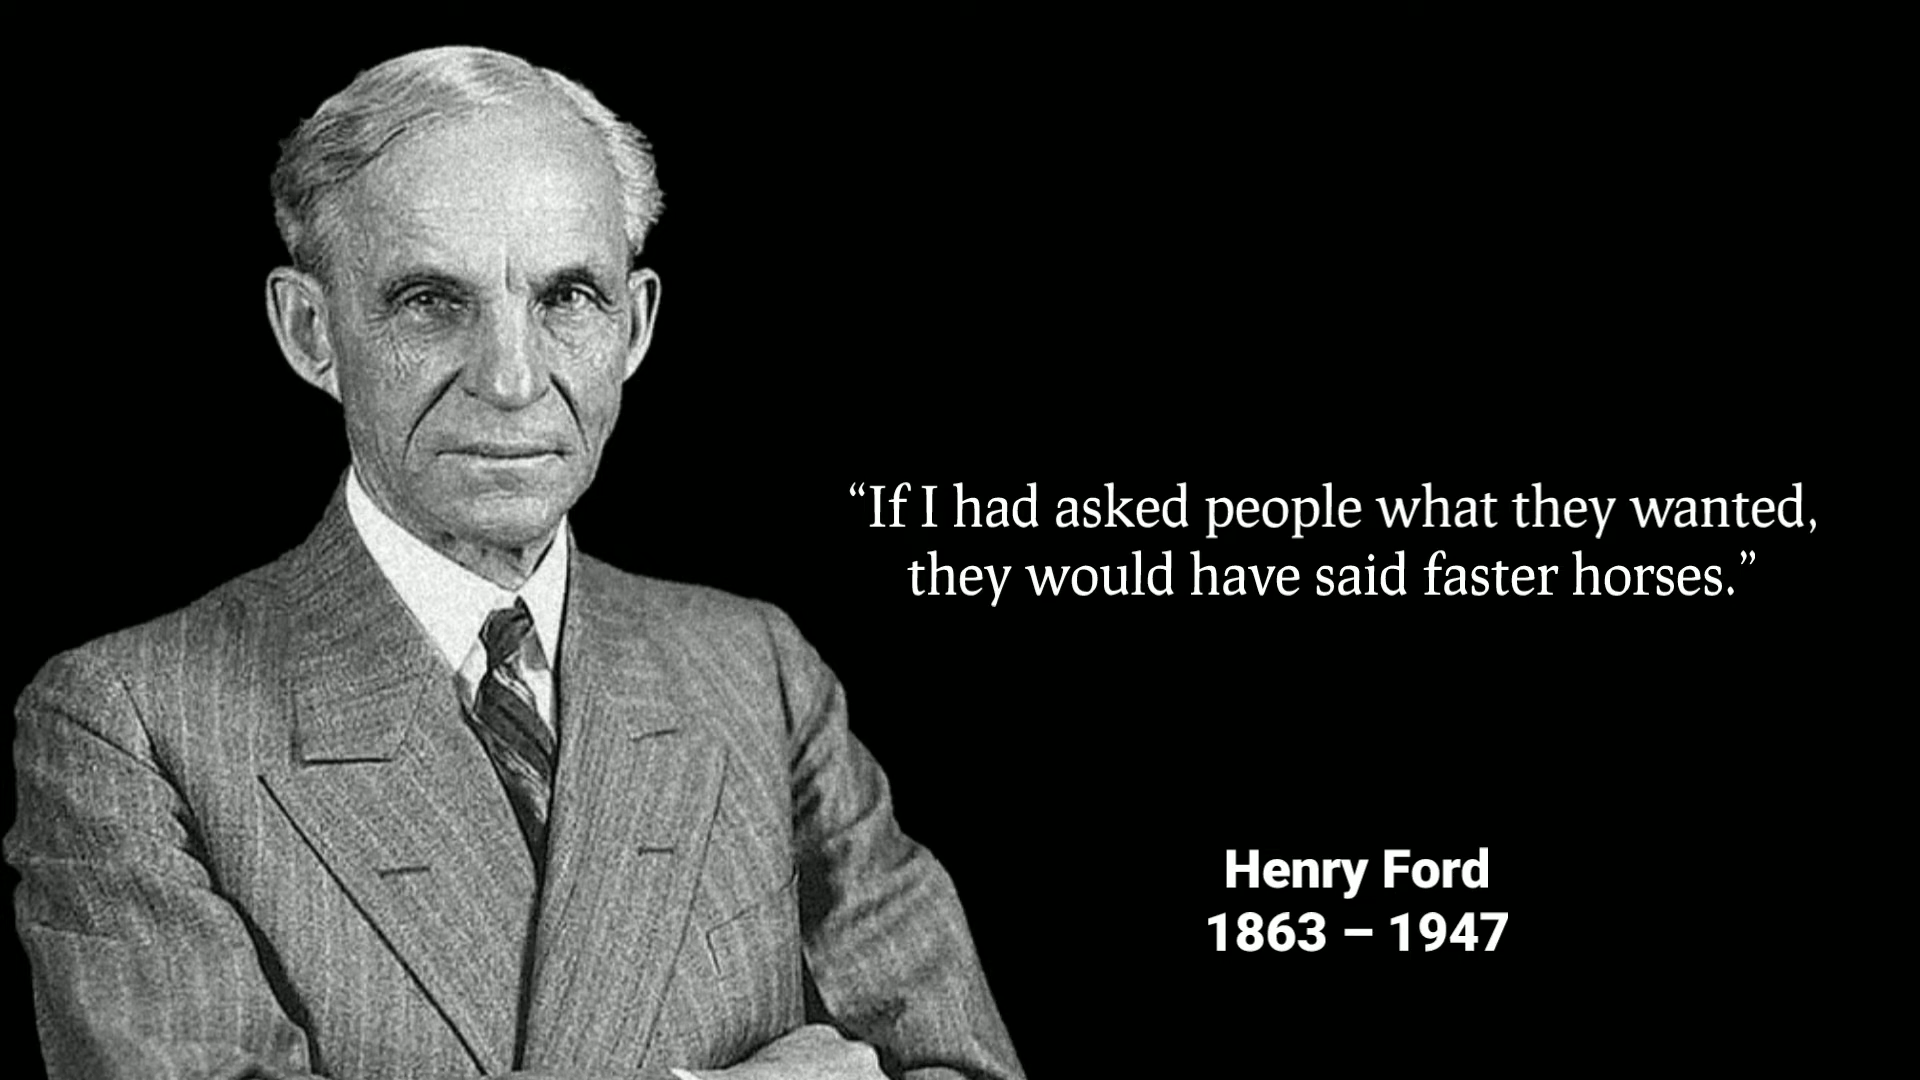 “If I had asked people what they wanted,
they would have said faster horses.”
Henry Ford
1863 – 1947